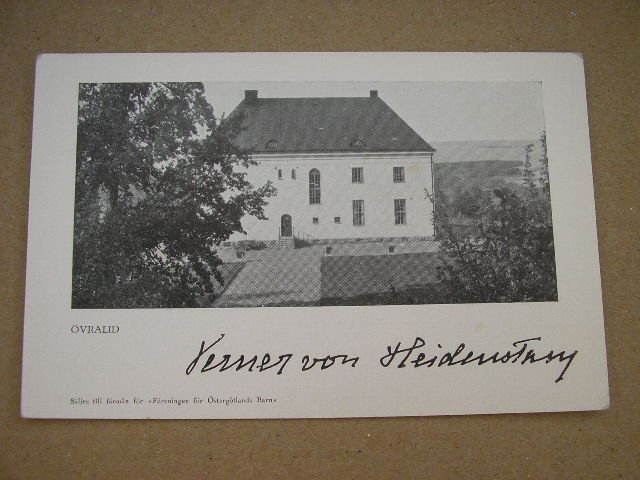 ÖVRALID
Verner von Heidenstam
Säljes till förmån för «Föreningen för Östergötlands Barn»